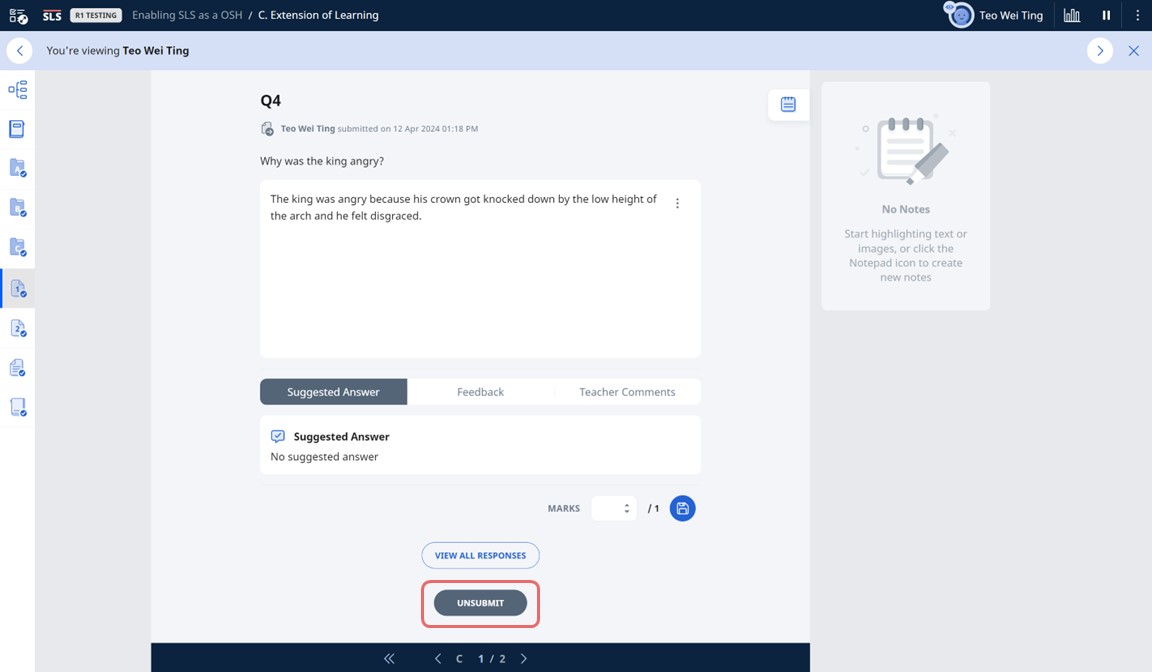 SLS R1 TESTING Enabling SLS as a OSH / C. Extension of Learning Teo Wei Ting
You're viewing Teo Wei Ting
Q4
Teo Wei Ting submitted on 12 Apr 2024 01:18 PM
Why was the king angry?
The king was angry because his crown got knocked down by the low height of
the arch and he felt disgraced.
Suggested Answer Feedback Teacher Comments
Suggested Answer
No suggested answer
MARKS / 1
VIEW ALL RESPONSES
UNSUBMIT
C 1 / 2
A
B
C
1
2
No Notes
Start highlighting text or
images, or click the
Notepad icon to create
new notes